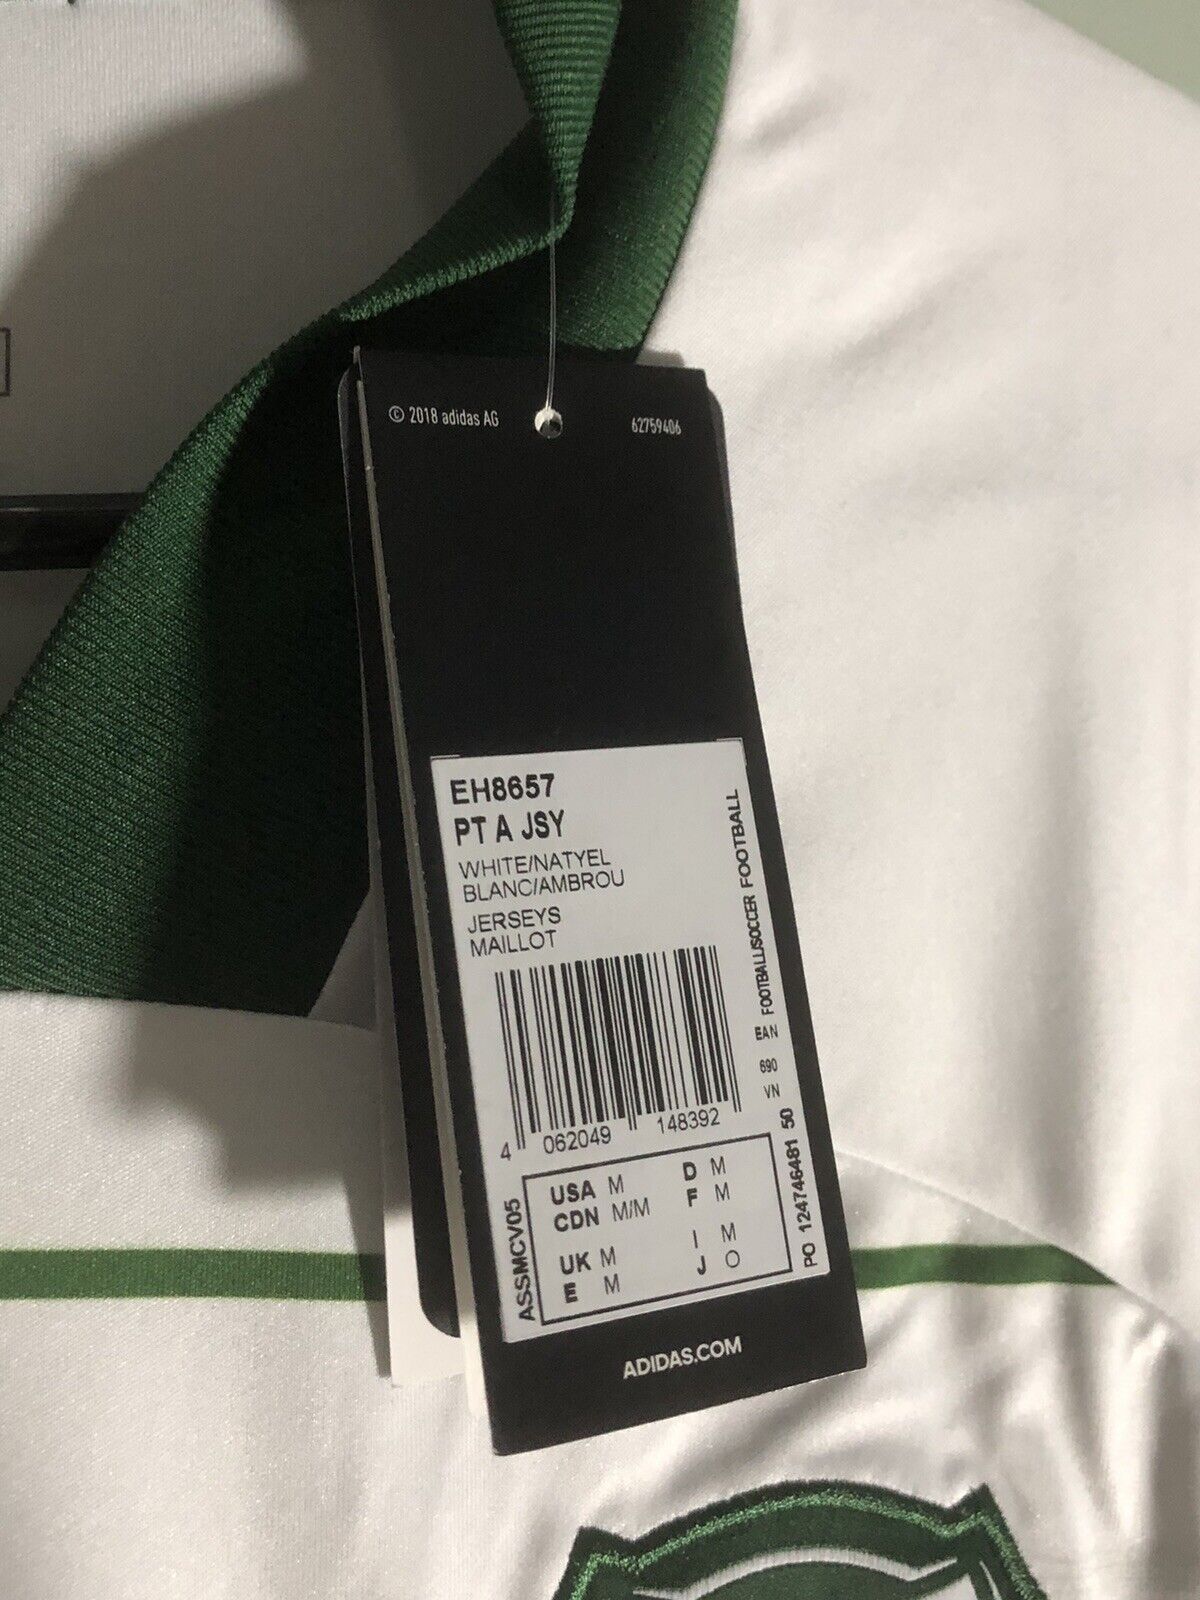 © 2018 adidas AG
62759406
EH8657
PT A JSY
WHITE/NATYEL
BLANC/AMBROU
JERSEYS
MAILLOT
4 062049 148392
FOOTBALL/SOCCER FOOTBALL
EAN
690
VN
PO 124746481 50
ASSMCV05
USA M D M
CDN M/M F M
UK M I M
E M J O
ADIDAS.COM